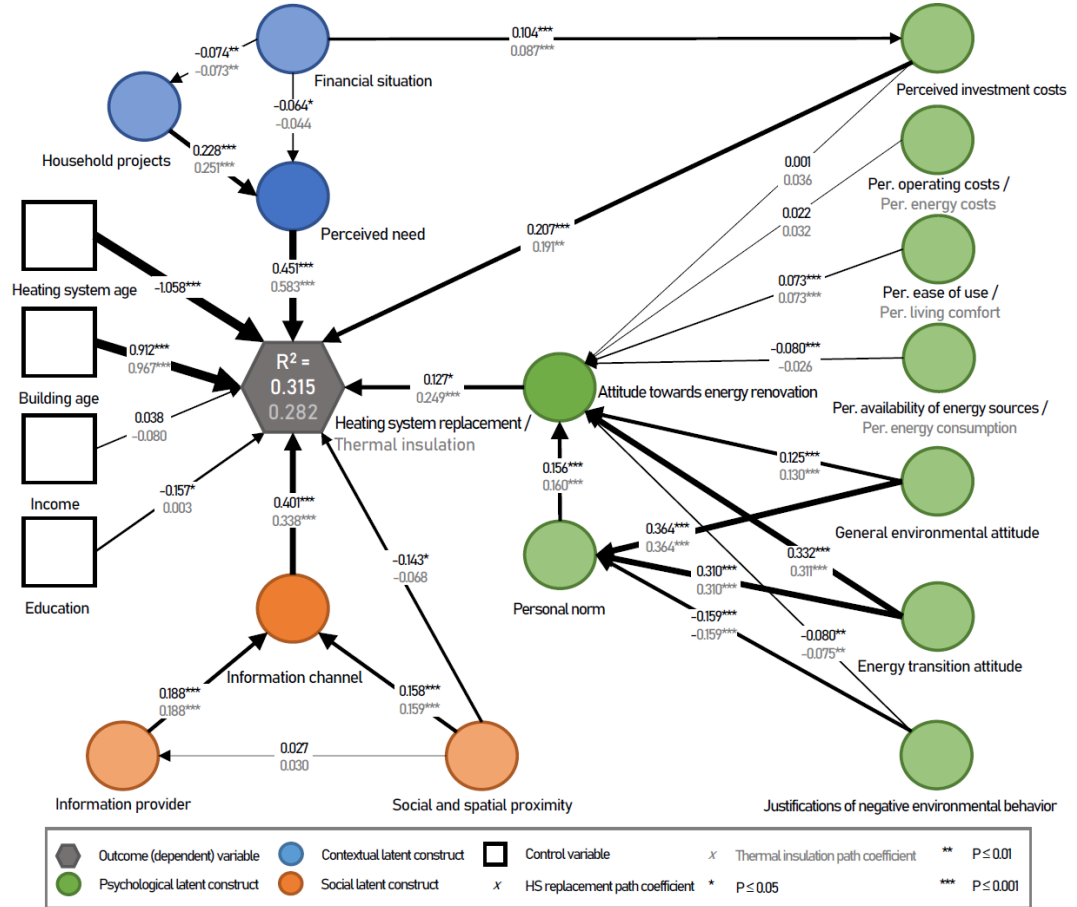 Financial situation
−0.074**
−0.073**
0.104***
0.087***
Perceived investment costs
−0.064*
−0.044
Household projects
0.228***
0.251***
Perceived need
0.001
0.036
Per. operating costs /
Per. energy costs
0.022
0.032
0.207***
0.191**
Heating system age
−1.058***
0.451***
0.583***
0.073***
0.073***
Per. ease of use /
Per. living comfort
Building age
0.912***
0.967***
R² =
0.315
0.282
0.127*
0.249***
Attitude towards energy renovation
−0.080***
−0.026
Per. availability of energy sources /
Per. energy consumption
Heating system replacement /
Thermal insulation
0.038
−0.080
Income
−0.157*
0.003
Education
0.401***
0.338***
0.156***
0.160***
0.125***
0.130***
General environmental attitude
0.364***
0.364***
0.332***
0.311***
0.310***
0.310***
Personal norm
−0.143*
−0.068
−0.159***
−0.159***
−0.080**
−0.075**
Energy transition attitude
Information channel
0.188***
0.188***
0.158***
0.159***
0.027
0.030
Information provider
Social and spatial proximity
Justifications of negative environmental behavior
Outcome (dependent) variable
Contextual latent construct
Control variable
x Thermal insulation path coefficient
** P ≤ 0.01
Psychological latent construct
Social latent construct
x HS replacement path coefficient
* P ≤ 0.05
*** P ≤ 0.001